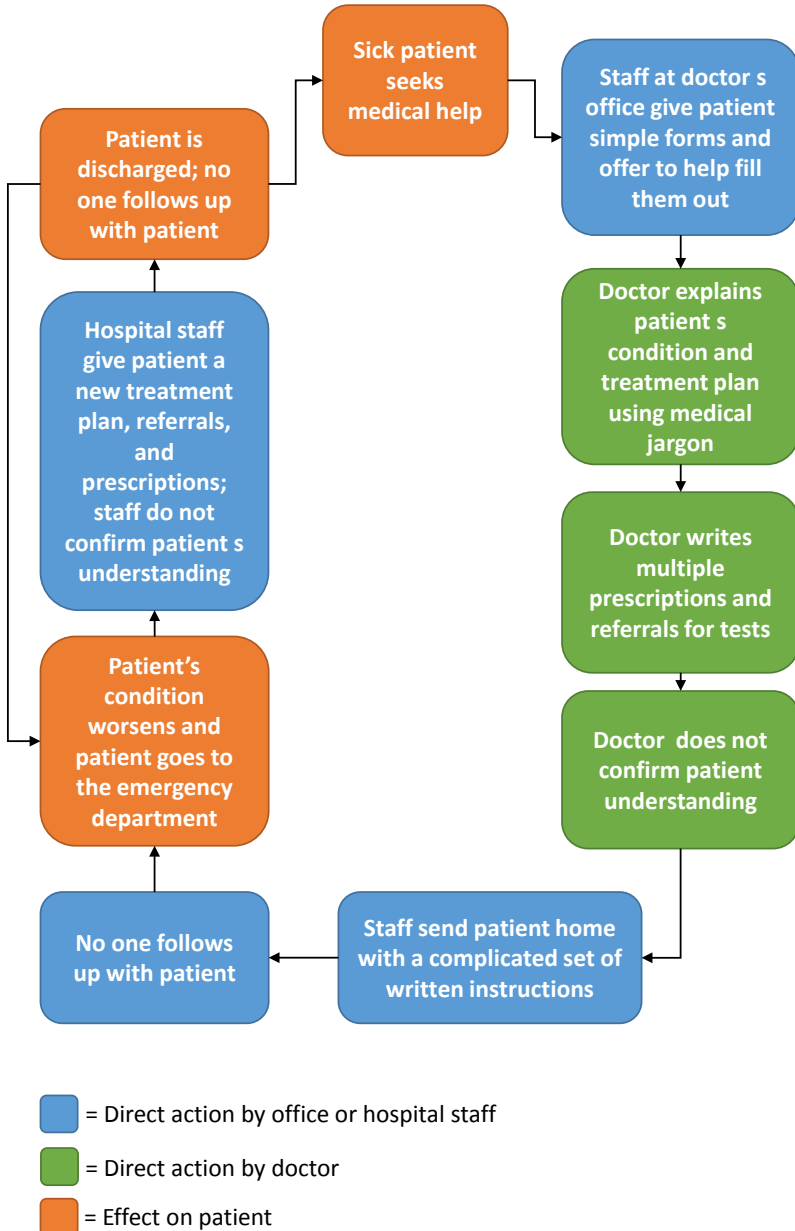 Sick patient
seeks
medical help
Staff at doctor s
office give patient
simple forms and
offer to help fill
them out
Doctor explains
patient s
condition and
treatment plan
using medical
jargon
Doctor writes
multiple
prescriptions and
referrals for tests
Doctor  does not
confirm patient
understanding
Staff send patient home
with a complicated set of
written instructions
No one follows
up with patient
Patient’s
condition
worsens and
patient goes to
the emergency
department
Hospital staff
give patient a
new treatment
plan, referrals,
and
prescriptions;
staff do not
confirm patient s
understanding
Patient is
discharged; no
one follows up
with patient
= Direct action by office or hospital staff
= Direct action by doctor
= Effect on patient